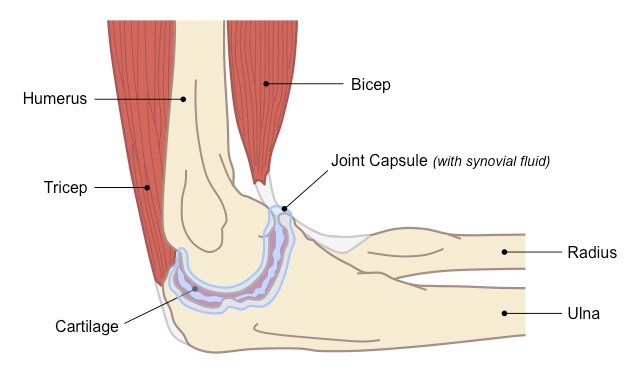 Humerus
Bicep
Joint Capsule (with synovial fluid)
Tricep
Radius
Ulna
Cartilage